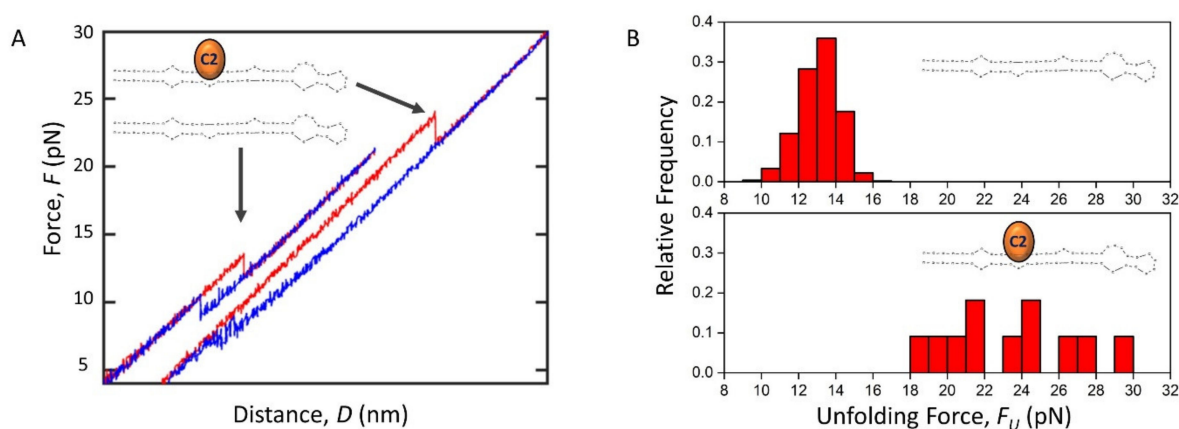 A
Force, F (pN)
30
25
20
15
10
5
C2
Distance, D (nm)
B
Relative Frequency
0.4
0.3
0.2
0.1
0.0
8 10 12 14 16 18 20 22 24 26 28 30 32
0.4
0.3
0.2
0.1
0.0
C2
8 10 12 14 16 18 20 22 24 26 28 30 32
Unfolding Force, FU (pN)